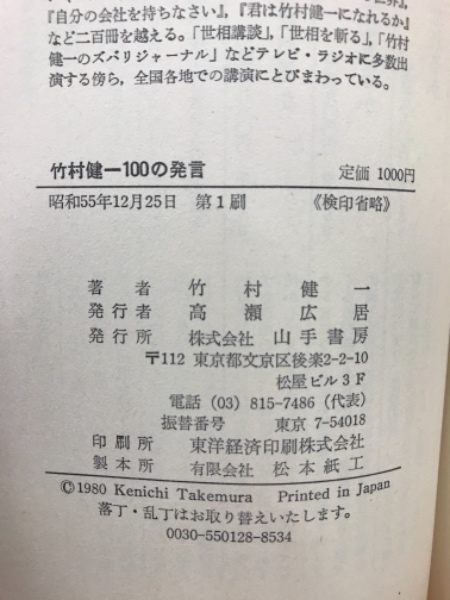 『自分の会社を持ちなさい』，『君は竹村健一になれるか』
など二百冊を越える。「世相講談」，「世相を斬る」，「竹村
健一のズバリジャーナル」などテレビ・ラジオに多数出
演する傍ら，全国各地での講演にとびまわっている。
竹村健一100の発言 定価 1000円
昭和55年12月25日 第1刷 《検印省略》
著者 竹村健一
発行者 高瀬広居
発行所 株式会社 山手書房
〒112 東京都文京区後楽2-2-10
松屋ビル3F
電話 (03) 815-7486 (代表)
振替番号 東京 7-54018
印刷所 東洋経済印刷株式会社
製本所 有限会社 松本紙工
©1980 Kenichi Takemura Printed in Japan
落丁・乱丁はお取り替えいたします。
0030-550128-8534